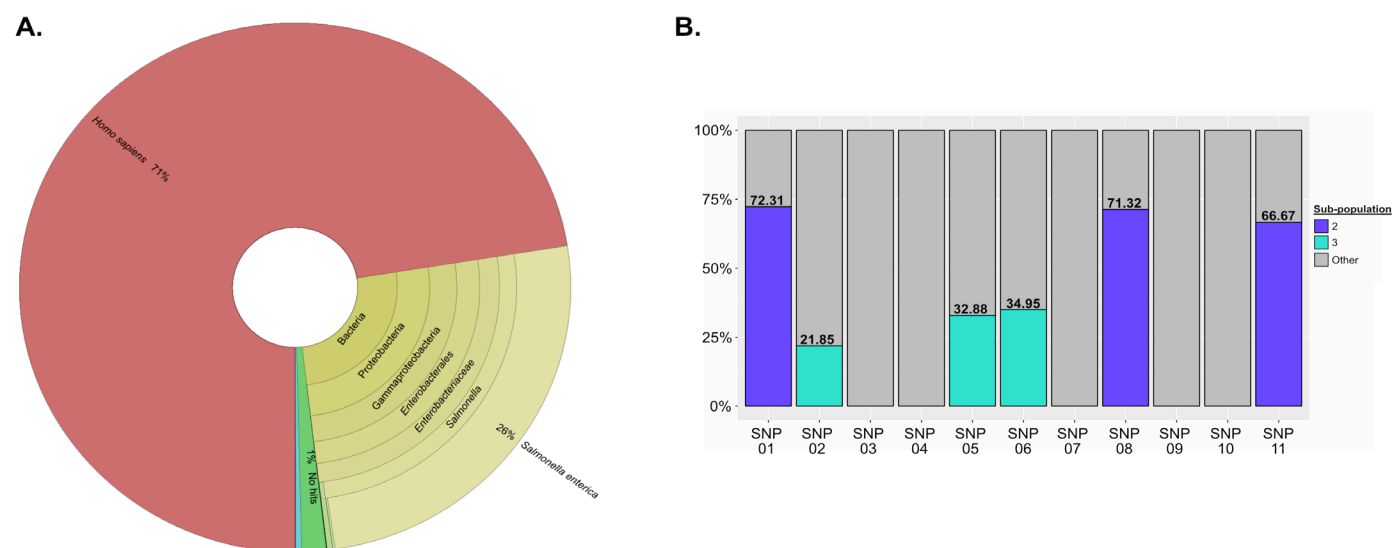 A.
Homo sapiens 71%
Bacteria
Proteobacteria
Gammaproteobacteria
Enterobacterales
Enterobacteriaceae
Salmonella
26% Salmonella enterica
1% No hits
B.
100%
75%
50%
25%
0%
72.31
21.85
32.88
34.95
71.32
66.67
SNP 01
SNP 02
SNP 03
SNP 04
SNP 05
SNP 06
SNP 07
SNP 08
SNP 09
SNP 10
SNP 11
Sub-population
2
3
Other